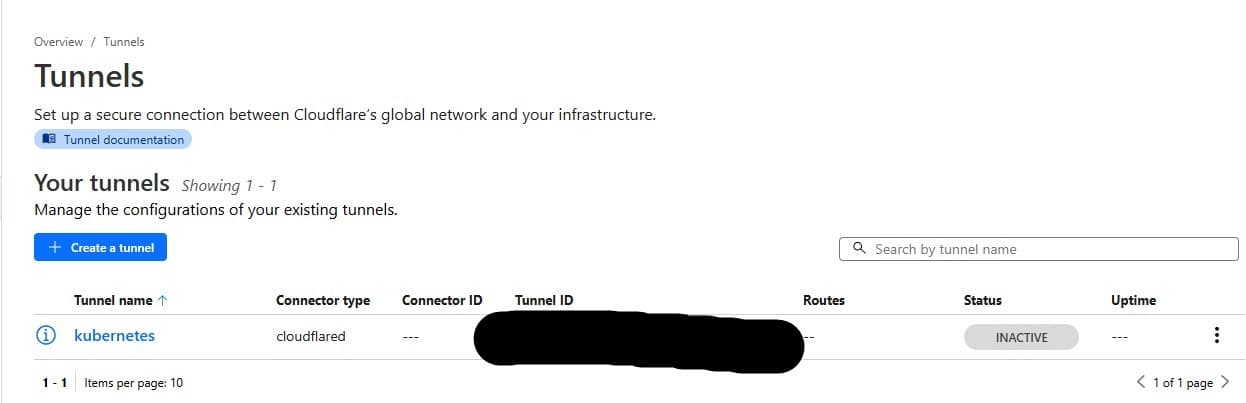 Overview / Tunnels
Tunnels
Set up a secure connection between Cloudflare's global network and your infrastructure.
Tunnel documentation
Your tunnels Showing 1 - 1
Manage the configurations of your existing tunnels.
+ Create a tunnel
Search by tunnel name
Tunnel name ↑ Connector type Connector ID Tunnel ID Routes Status Uptime
kubernetes cloudflared --- -- INACTIVE ---
1 - 1 Items per page: 10
1 of 1 page